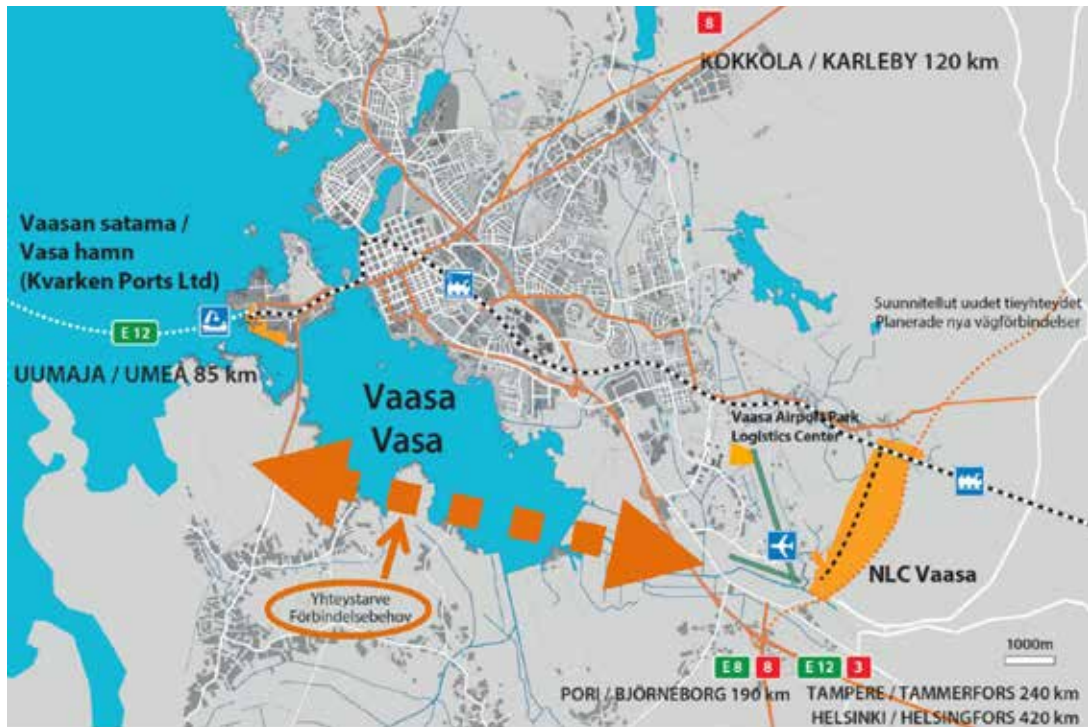 8
KOKKOLA / KARLEBY 120 km
Vaasan satama /
Vasa hamn
(Kvarken Ports Ltd)
E 12
UUMAJA / UMEÅ 85 km
Suunnitellut uudet tieyhteydet
Planerade nya vägförbindelser
Vaasa
Vasa
Vaasa Airport Park
Logistics Center
NLC Vaasa
Yhteystarve
Förbindelsebehov
1000m
E 8 8 E 12 3
PORI / BJÖRNEBORG 190 km
TAMPERE / TAMMERFORS 240 km
HELSINKI / HELSINGFORS 420 km